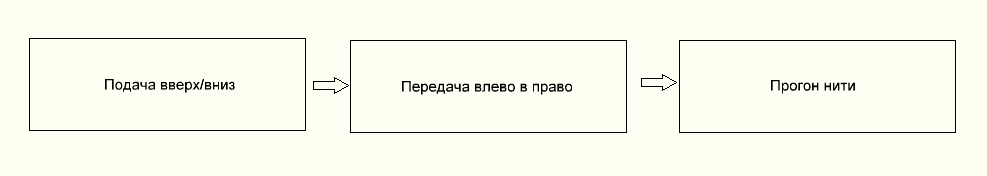 Подача вверх/вниз
Передача влево в право
Прогон нити